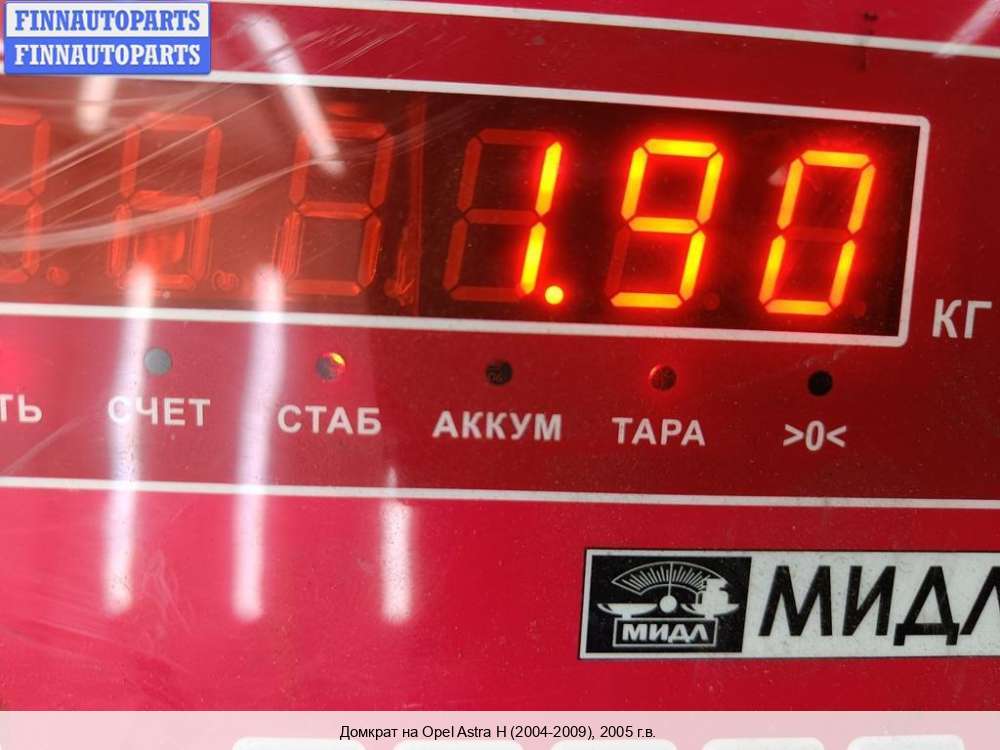 FINNAUTOPARTS
FINNAUTOPARTS
1.90
КГ
ТЬ СЧЕТ СТАБ АККУМ ТАРА >0<
МИДЛ МИДЛ
Домкрат на Opel Astra H (2004-2009), 2005 г.в.